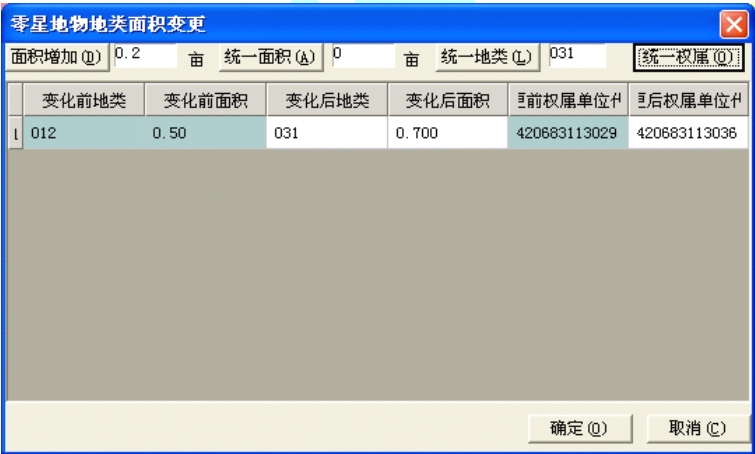 零星地物地类面积变更
面积增加(D) 0.2 亩 统一面积(A) 0 亩 统一地类(L) 031 统一权属(O)
变化前地类 变化前面积 变化后地类 变化后面积 前权属单位 后权属单位
012 0.50 031 0.700 420683113029 420683113036
确定(O) 取消(C)